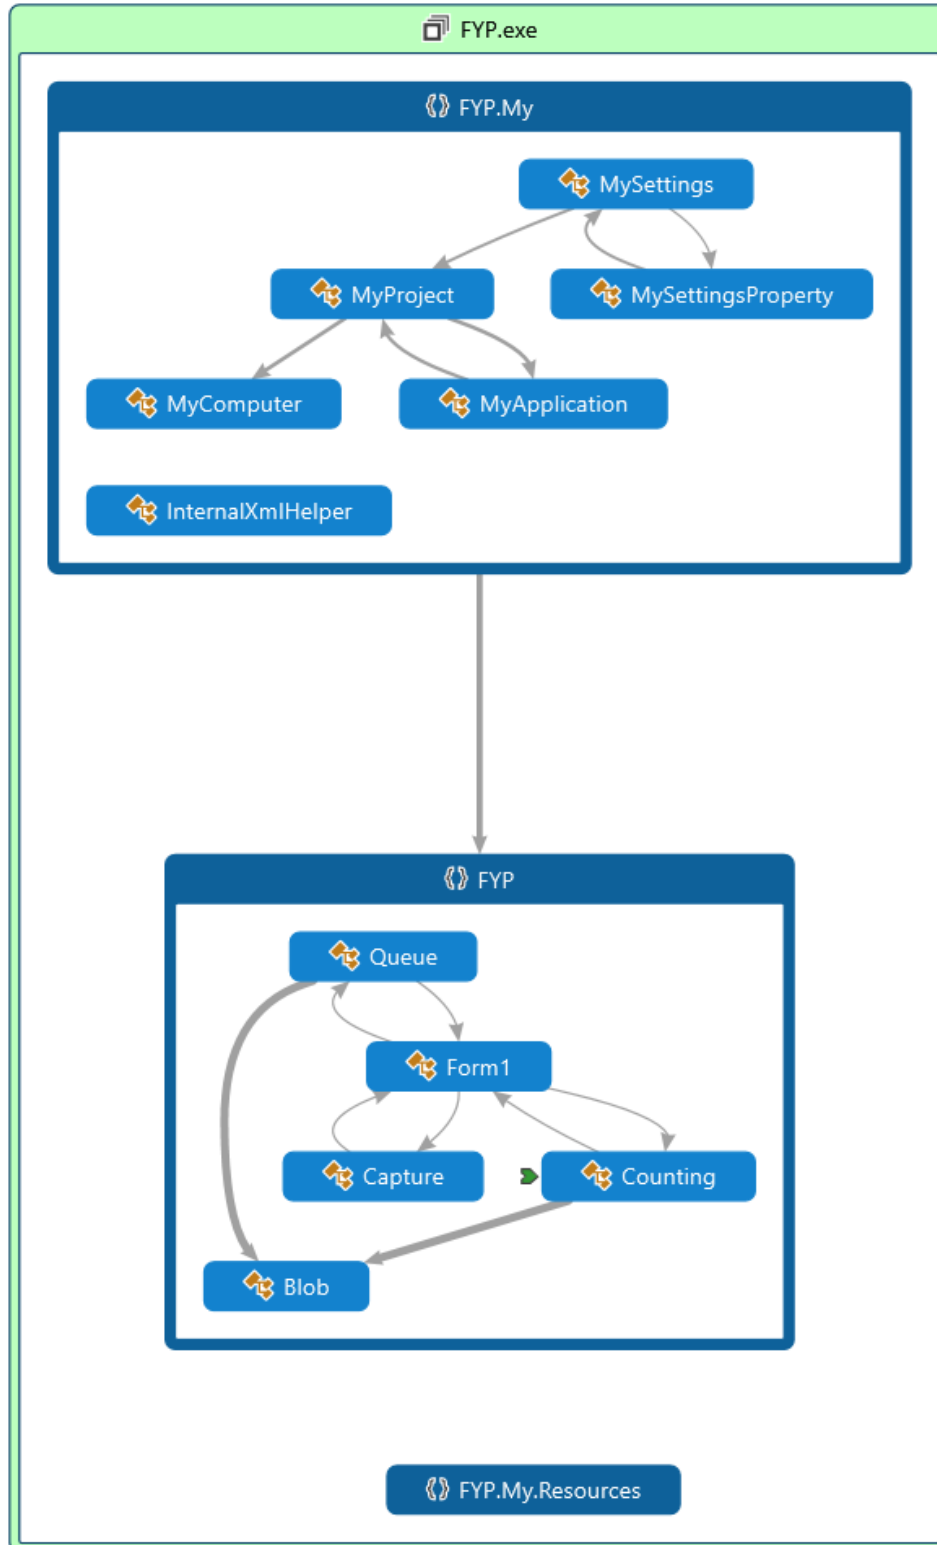 FYP.exe
FYP.My
MySettings
MyProject
MySettingsProperty
MyComputer
MyApplication
InternalXmlHelper
FYP
Queue
Form1
Capture
Counting
Blob
FYP.My.Resources